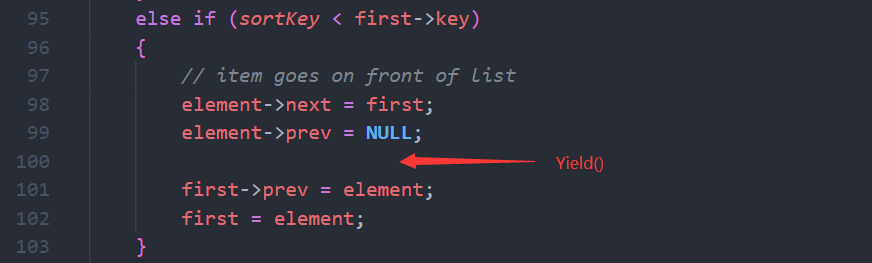 95 else if (sortKey < first->key)
96 {
97 // item goes on front of list
98 element->next = first;
99 element->prev = NULL;
100 Yield()
101 first->prev = element;
102 first = element;
103 }